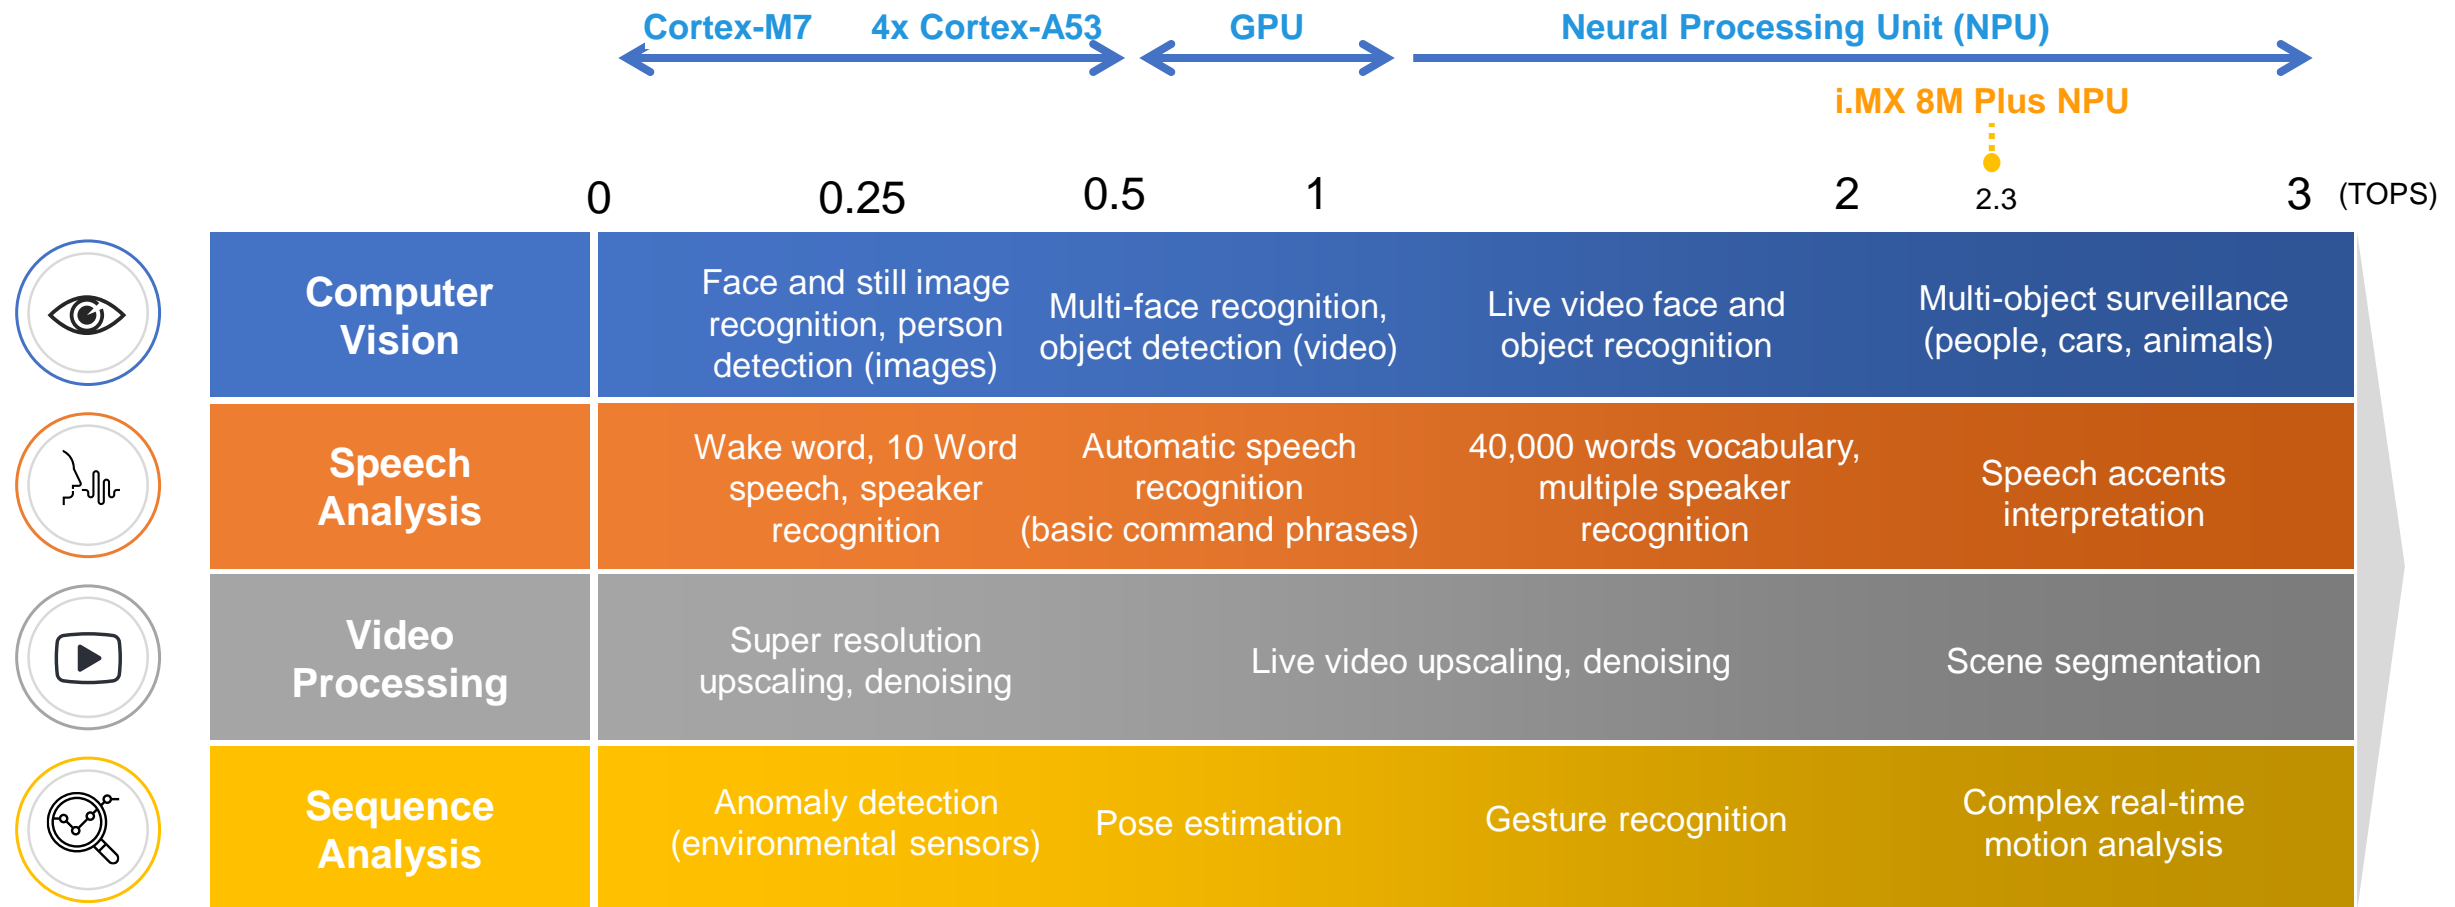 Cortex-M7 4x Cortex-A53 GPU Neural Processing Unit (NPU)
i.MX 8M Plus NPU
0 0.25 0.5 1 2 2.3 3 (TOPS)
Computer
Vision
Face and still image
recognition, person
detection (images)
Multi-face recognition,
object detection (video)
Live video face and
object recognition
Multi-object surveillance
(people, cars, animals)
Speech
Analysis
Wake word, 10 Word
speech, speaker
recognition
Automatic speech
recognition
(basic command phrases)
40,000 words vocabulary,
multiple speaker
recognition
Speech accents
interpretation
Video
Processing
Super resolution
upscaling, denoising
Live video upscaling, denoising
Scene segmentation
Sequence
Analysis
Anomaly detection
(environmental sensors)
Pose estimation
Gesture recognition
Complex real-time
motion analysis